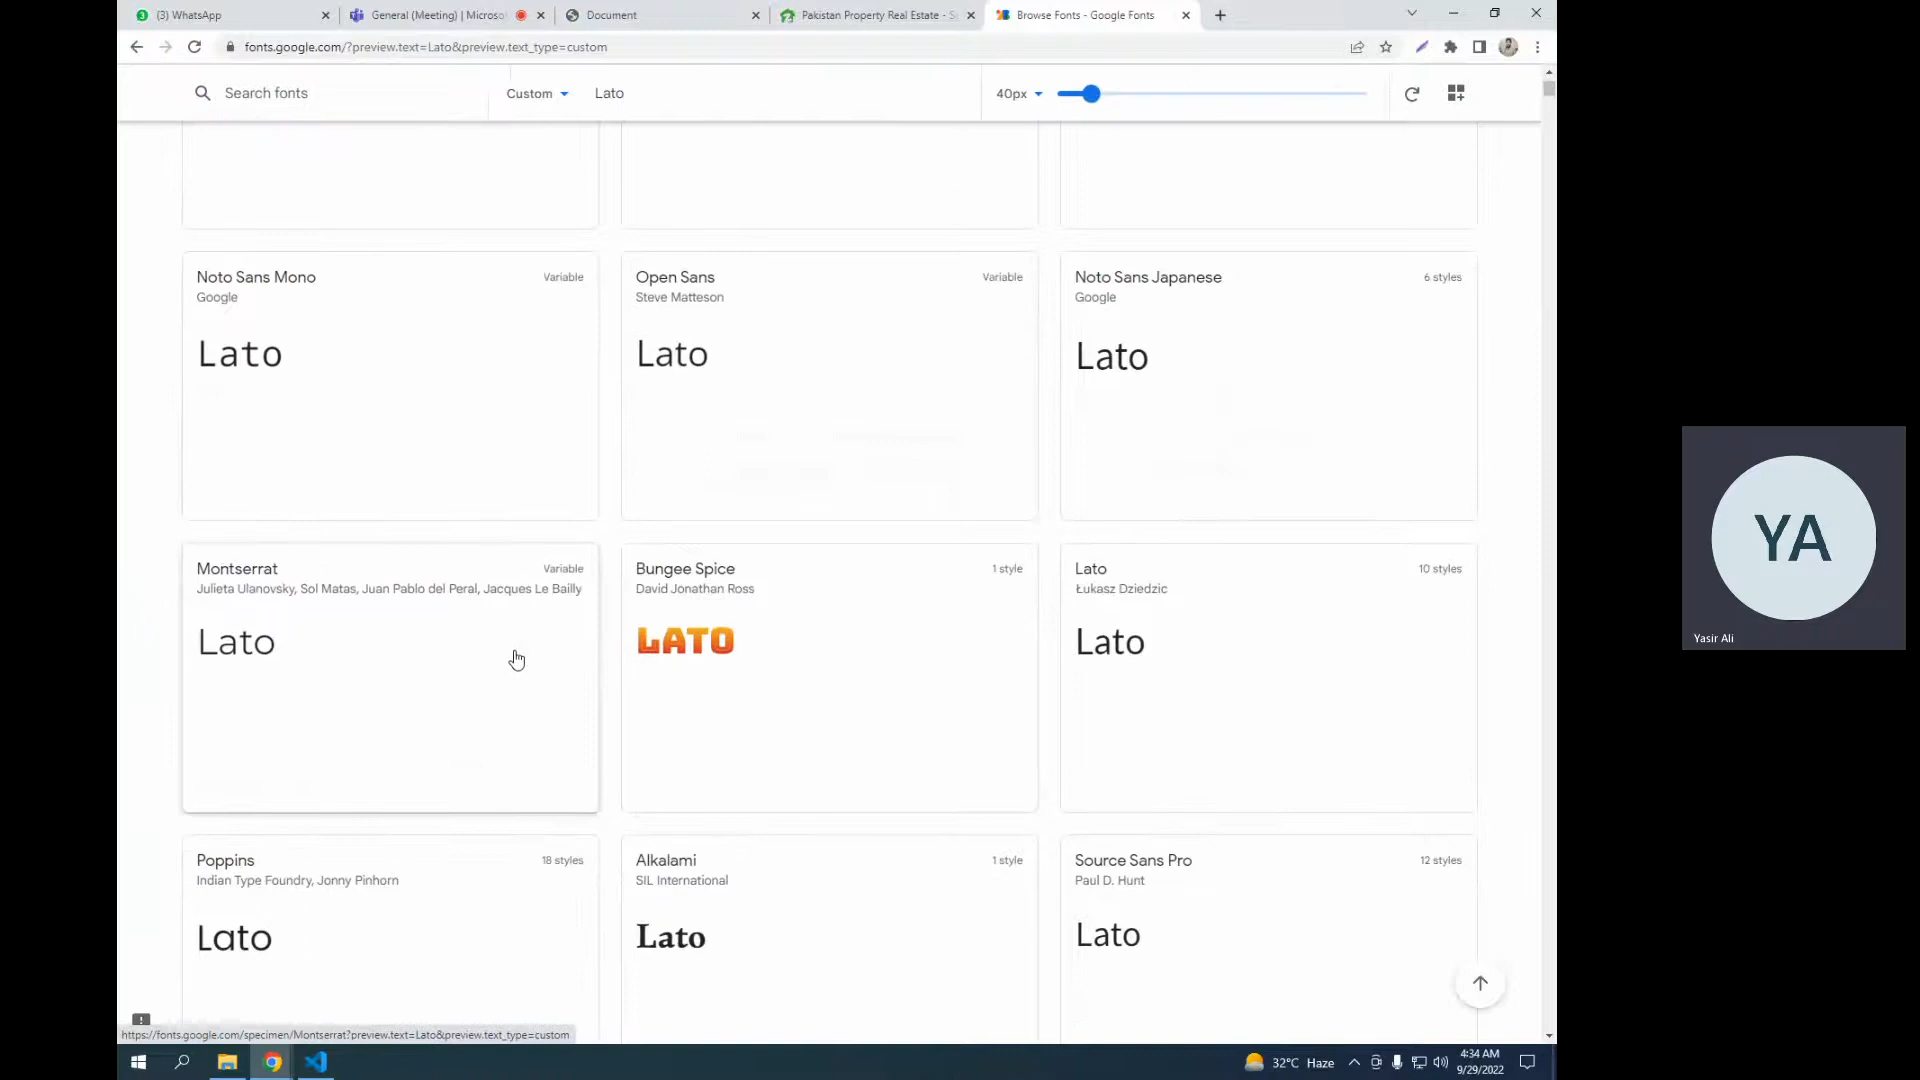 (3) WhatsApp
General (Meeting) | Microso
Document
Pakistan Property Real Estate - S
Browse Fonts - Google Fonts
fonts.google.com/?preview.text=Lato&preview.text_type=custom
Search fonts
Custom
Lato
40px
Noto Sans Mono
Variable
Google
Lato
Open Sans
Variable
Steve Matteson
Lato
Noto Sans Japanese
6 styles
Google
Lato
Montserrat
Variable
Julieta Ulanovsky, Sol Matas, Juan Pablo del Peral, Jacques Le Bailly
Lato
Bungee Spice
1 style
David Jonathan Ross
LATO
Lato
10 styles
Łukasz Dziedzic
Lato
Poppins
18 styles
Indian Type Foundry, Jonny Pinhorn
Lato
Alkalami
1 style
SIL International
Lato
Source Sans Pro
12 styles
Paul D. Hunt
Lato
https://fonts.google.com/specimen/Montserrat?preview.text=Lato&preview.text_type=custom
32°C Haze
4:34 AM
9/29/2022
YA
Yasir Ali